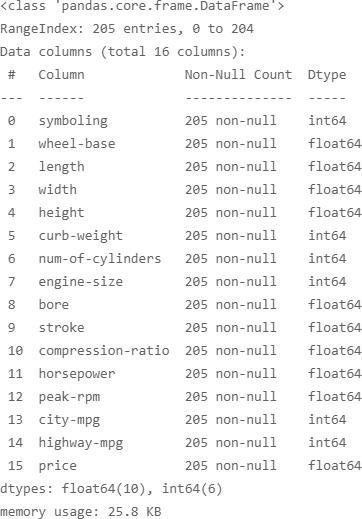 <class 'pandas.core.frame.DataFrame'>
RangeIndex: 205 entries, 0 to 204
Data columns (total 16 columns):
 #   Column             Non-Null Count  Dtype
---  ------             --------------  -----
 0   symboling          205 non-null    int64
 1   wheel-base         205 non-null    float64
 2   length             205 non-null    float64
 3   width              205 non-null    float64
 4   height             205 non-null    float64
 5   curb-weight        205 non-null    int64
 6   num-of-cylinders   205 non-null    int64
 7   engine-size        205 non-null    int64
 8   bore               205 non-null    float64
 9   stroke             205 non-null    float64
 10  compression-ratio  205 non-null    float64
 11  horsepower         205 non-null    float64
 12  peak-rpm           205 non-null    float64
 13  city-mpg           205 non-null    int64
 14  highway-mpg        205 non-null    int64
 15  price              205 non-null    float64
dtypes: float64(10), int64(6)
memory usage: 25.8 KB